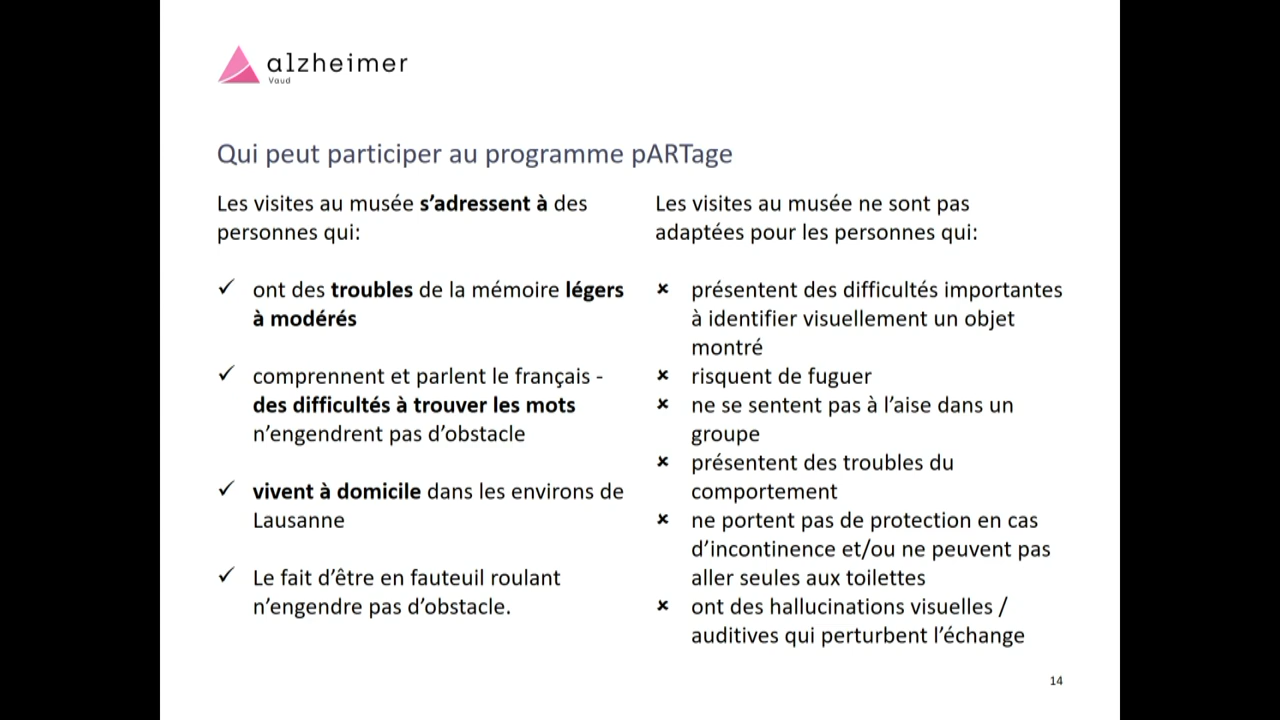 alzheimer
Vaud
Qui peut participer au programme pARTage
Les visites au musée s’adressent à des
personnes qui:
✓ ont des troubles de la mémoire légers
à modérés
✓ comprennent et parlent le français -
des difficultés à trouver les mots
n’engendrent pas d’obstacle
✓ vivent à domicile dans les environs de
Lausanne
✓ Le fait d’être en fauteuil roulant
n’engendre pas d’obstacle.
Les visites au musée ne sont pas
adaptées pour les personnes qui:
× présentent des difficultés importantes
à identifier visuellement un objet
montré
× risquent de fuguer
× ne se sentent pas à l’aise dans un
groupe
× présentent des troubles du
comportement
× ne portent pas de protection en cas
d’incontinence et/ou ne peuvent pas
aller seules aux toilettes
× ont des hallucinations visuelles /
auditives qui perturbent l’échange
14